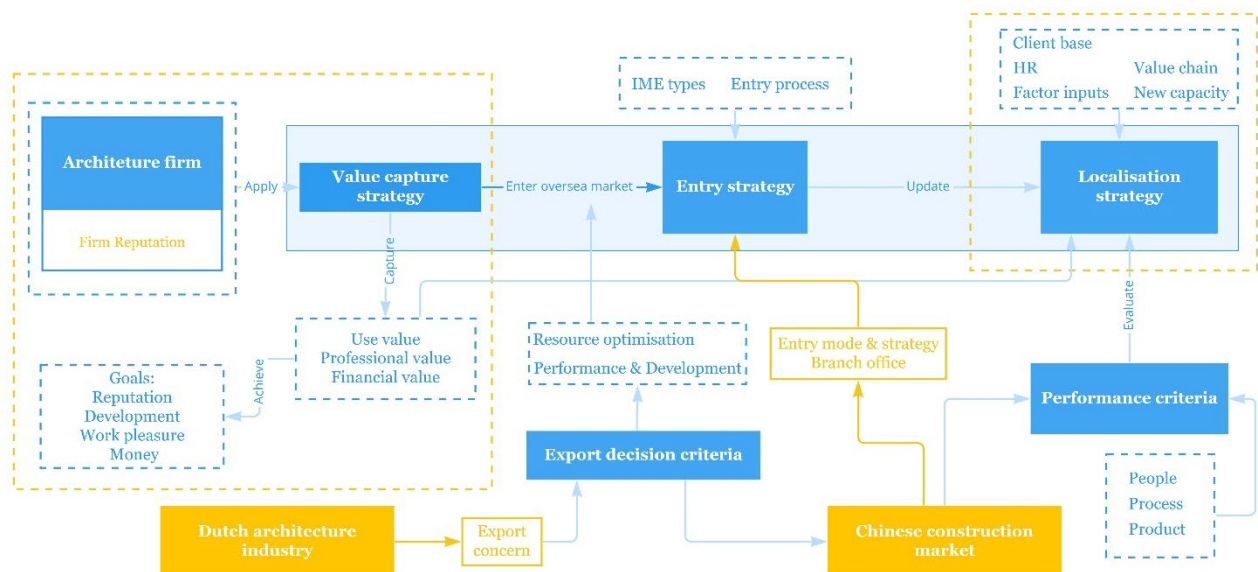 Client base
HR
Value chain
Factor inputs
New capacity
IME types
Entry process
Architeture firm
Firm Reputation
Apply
Value capture
strategy
Enter oversea market
Entry strategy
Update
Localisation
strategy
Capture
Evaluate
Use value
Professional value
Financial value
Resource optimisation
Performance & Development
Entry mode & strategy
Branch office
Achieve
Goals:
Reputation
Development
Work pleasure
Money
Performance criteria
Export decision criteria
People
Process
Product
Dutch architecture
industry
Export
concern
Chinese construction
market